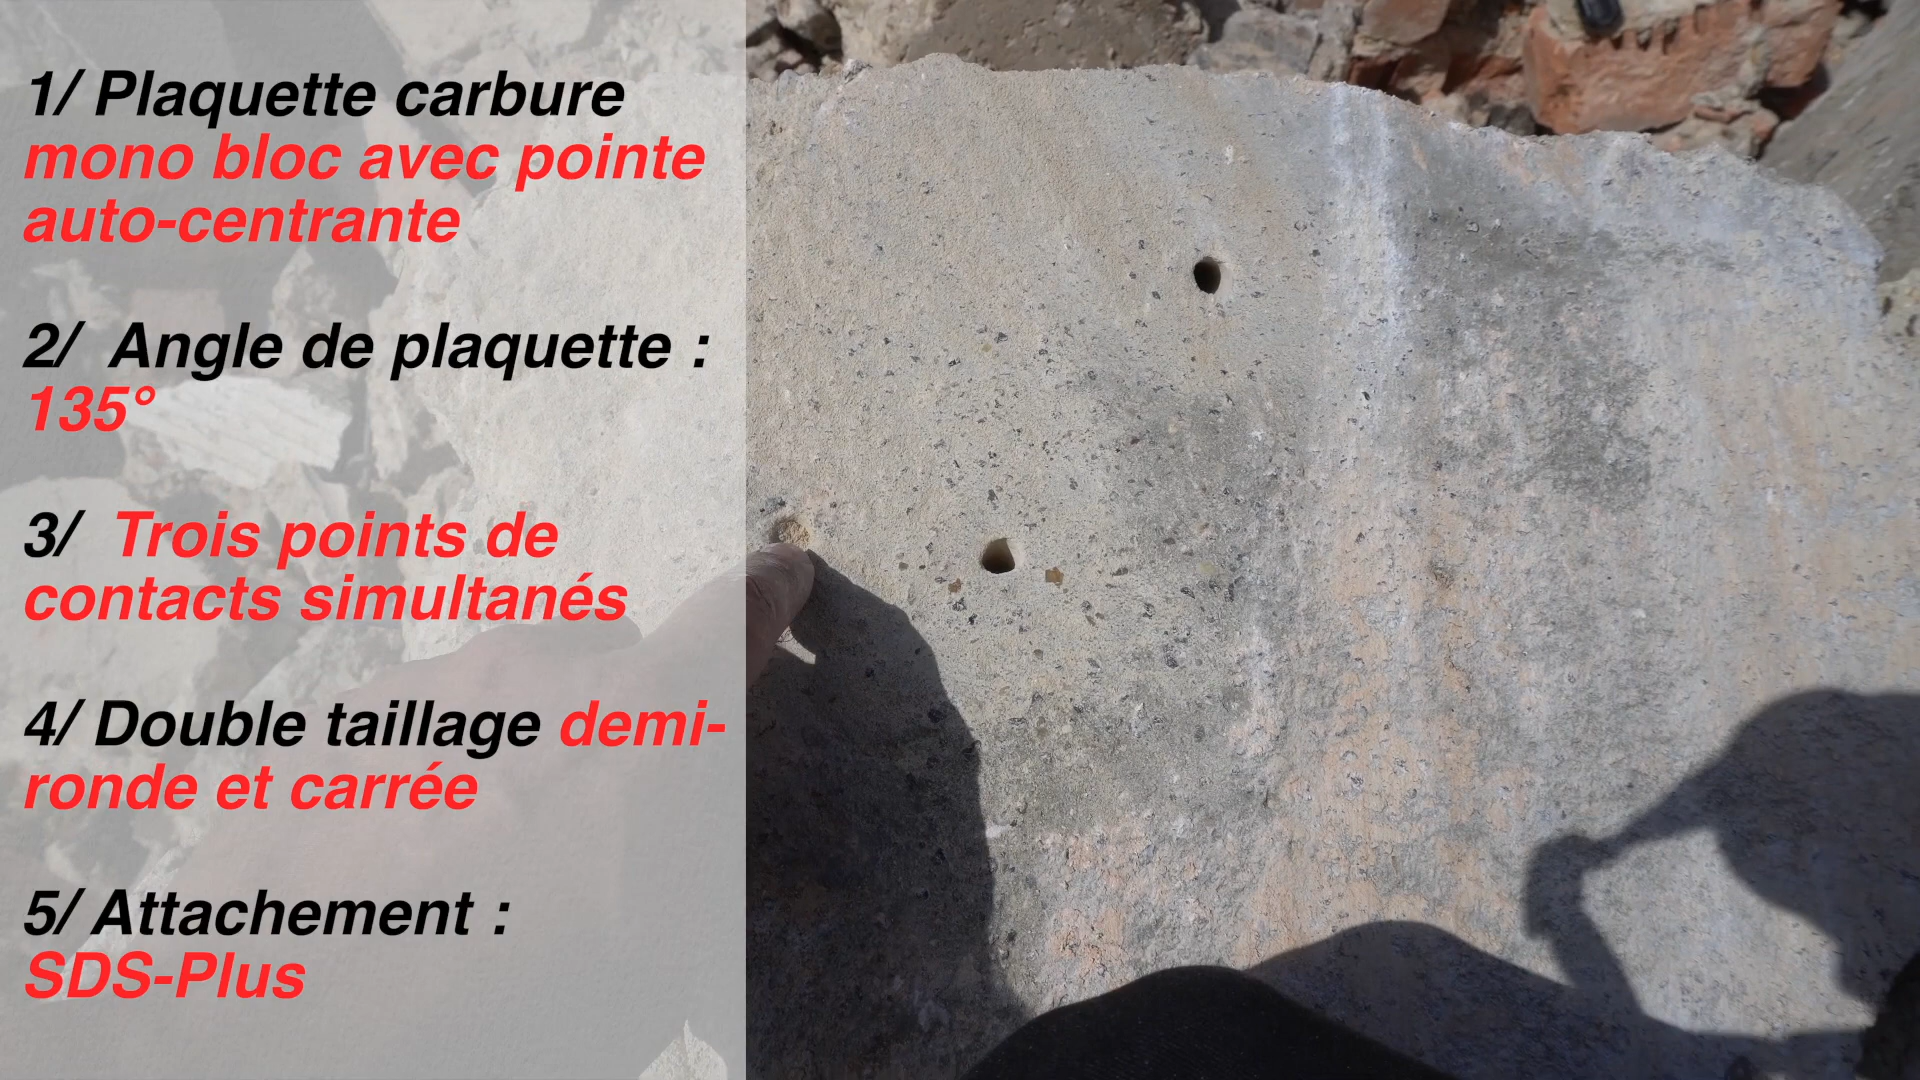 1/ Plaquette carbure
mono bloc avec pointe
auto-centrante
2/ Angle de plaquette :
135°
3/ Trois points de
contacts simultanés
4/ Double taillage demi-
ronde et carrée
5/ Attachement :
SDS-Plus